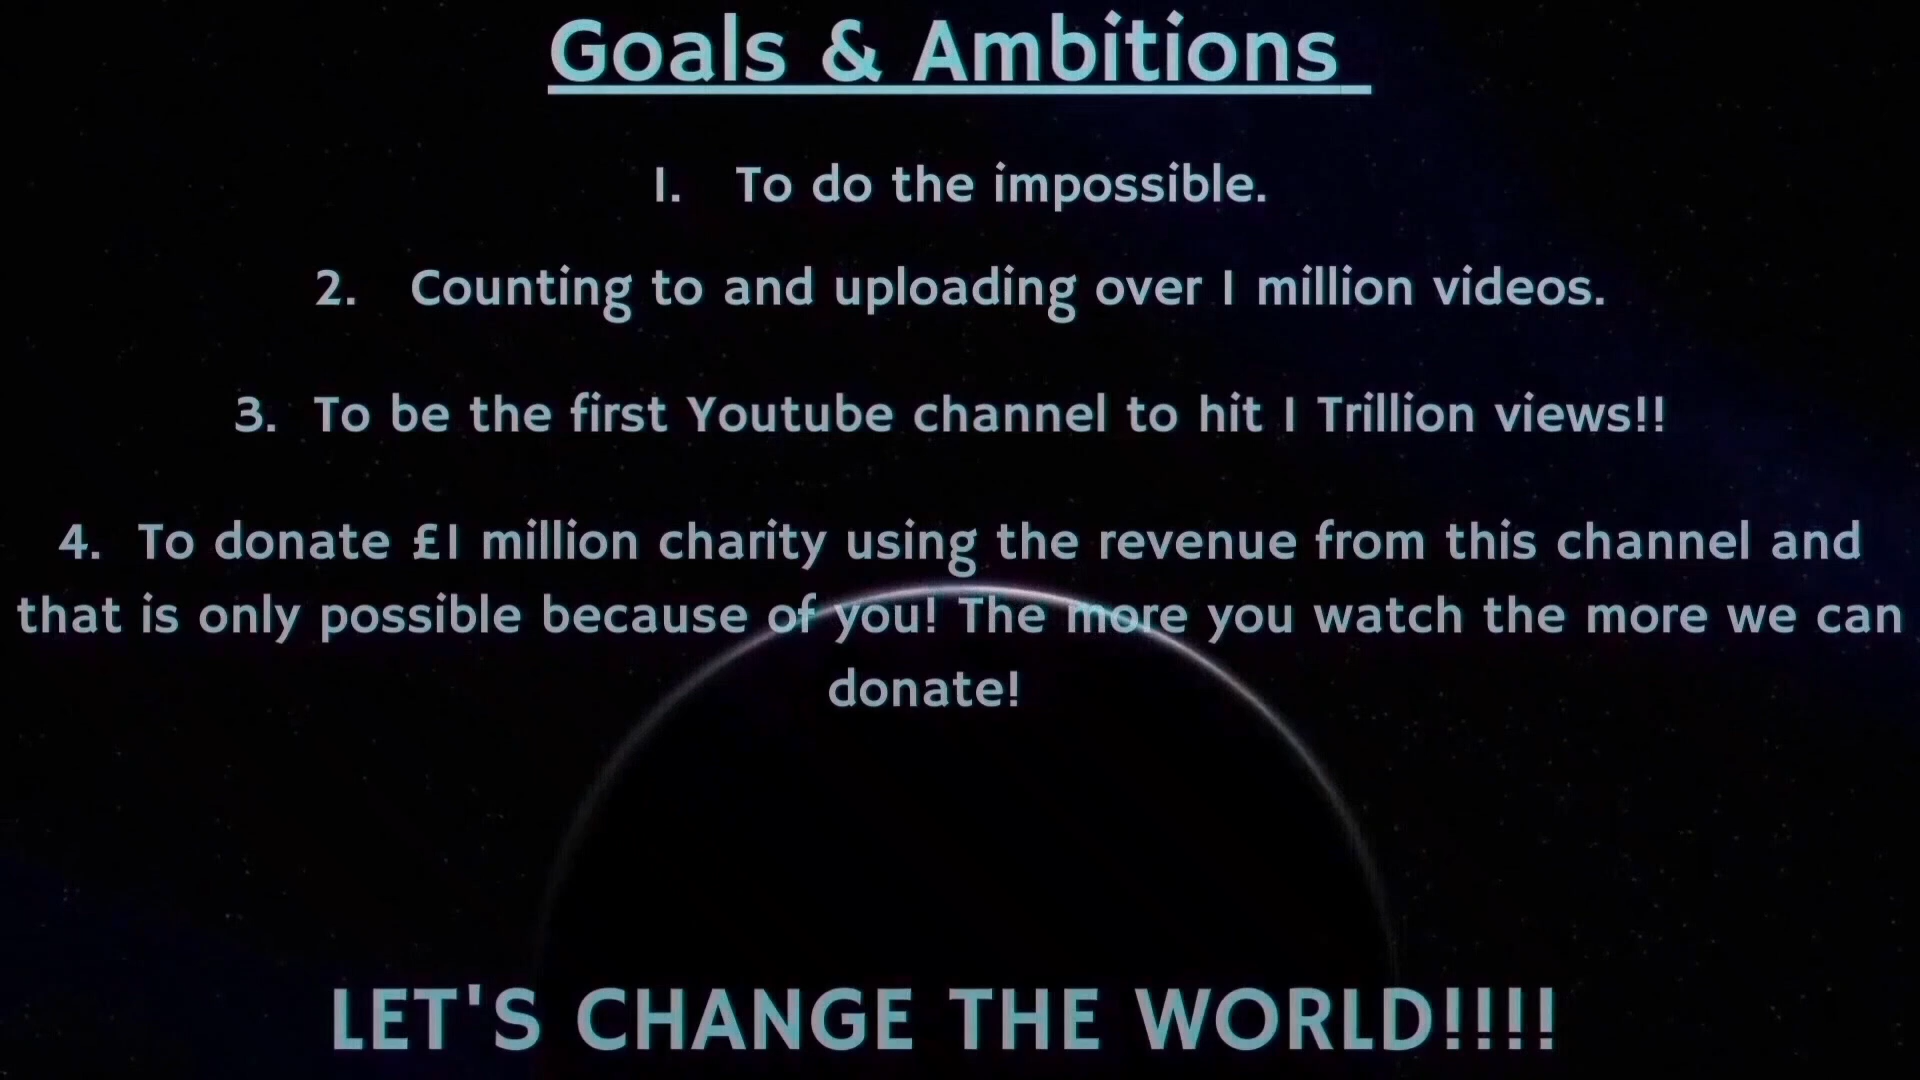 Goals & Ambitions
1. To do the impossible.
2. Counting to and uploading over 1 million videos.
3. To be the first Youtube channel to hit 1 Trillion views!!
4. To donate £1 million charity using the revenue from this channel and
that is only possible because of you! The more you watch the more we can
donate!
LET'S CHANGE THE WORLD!!!!